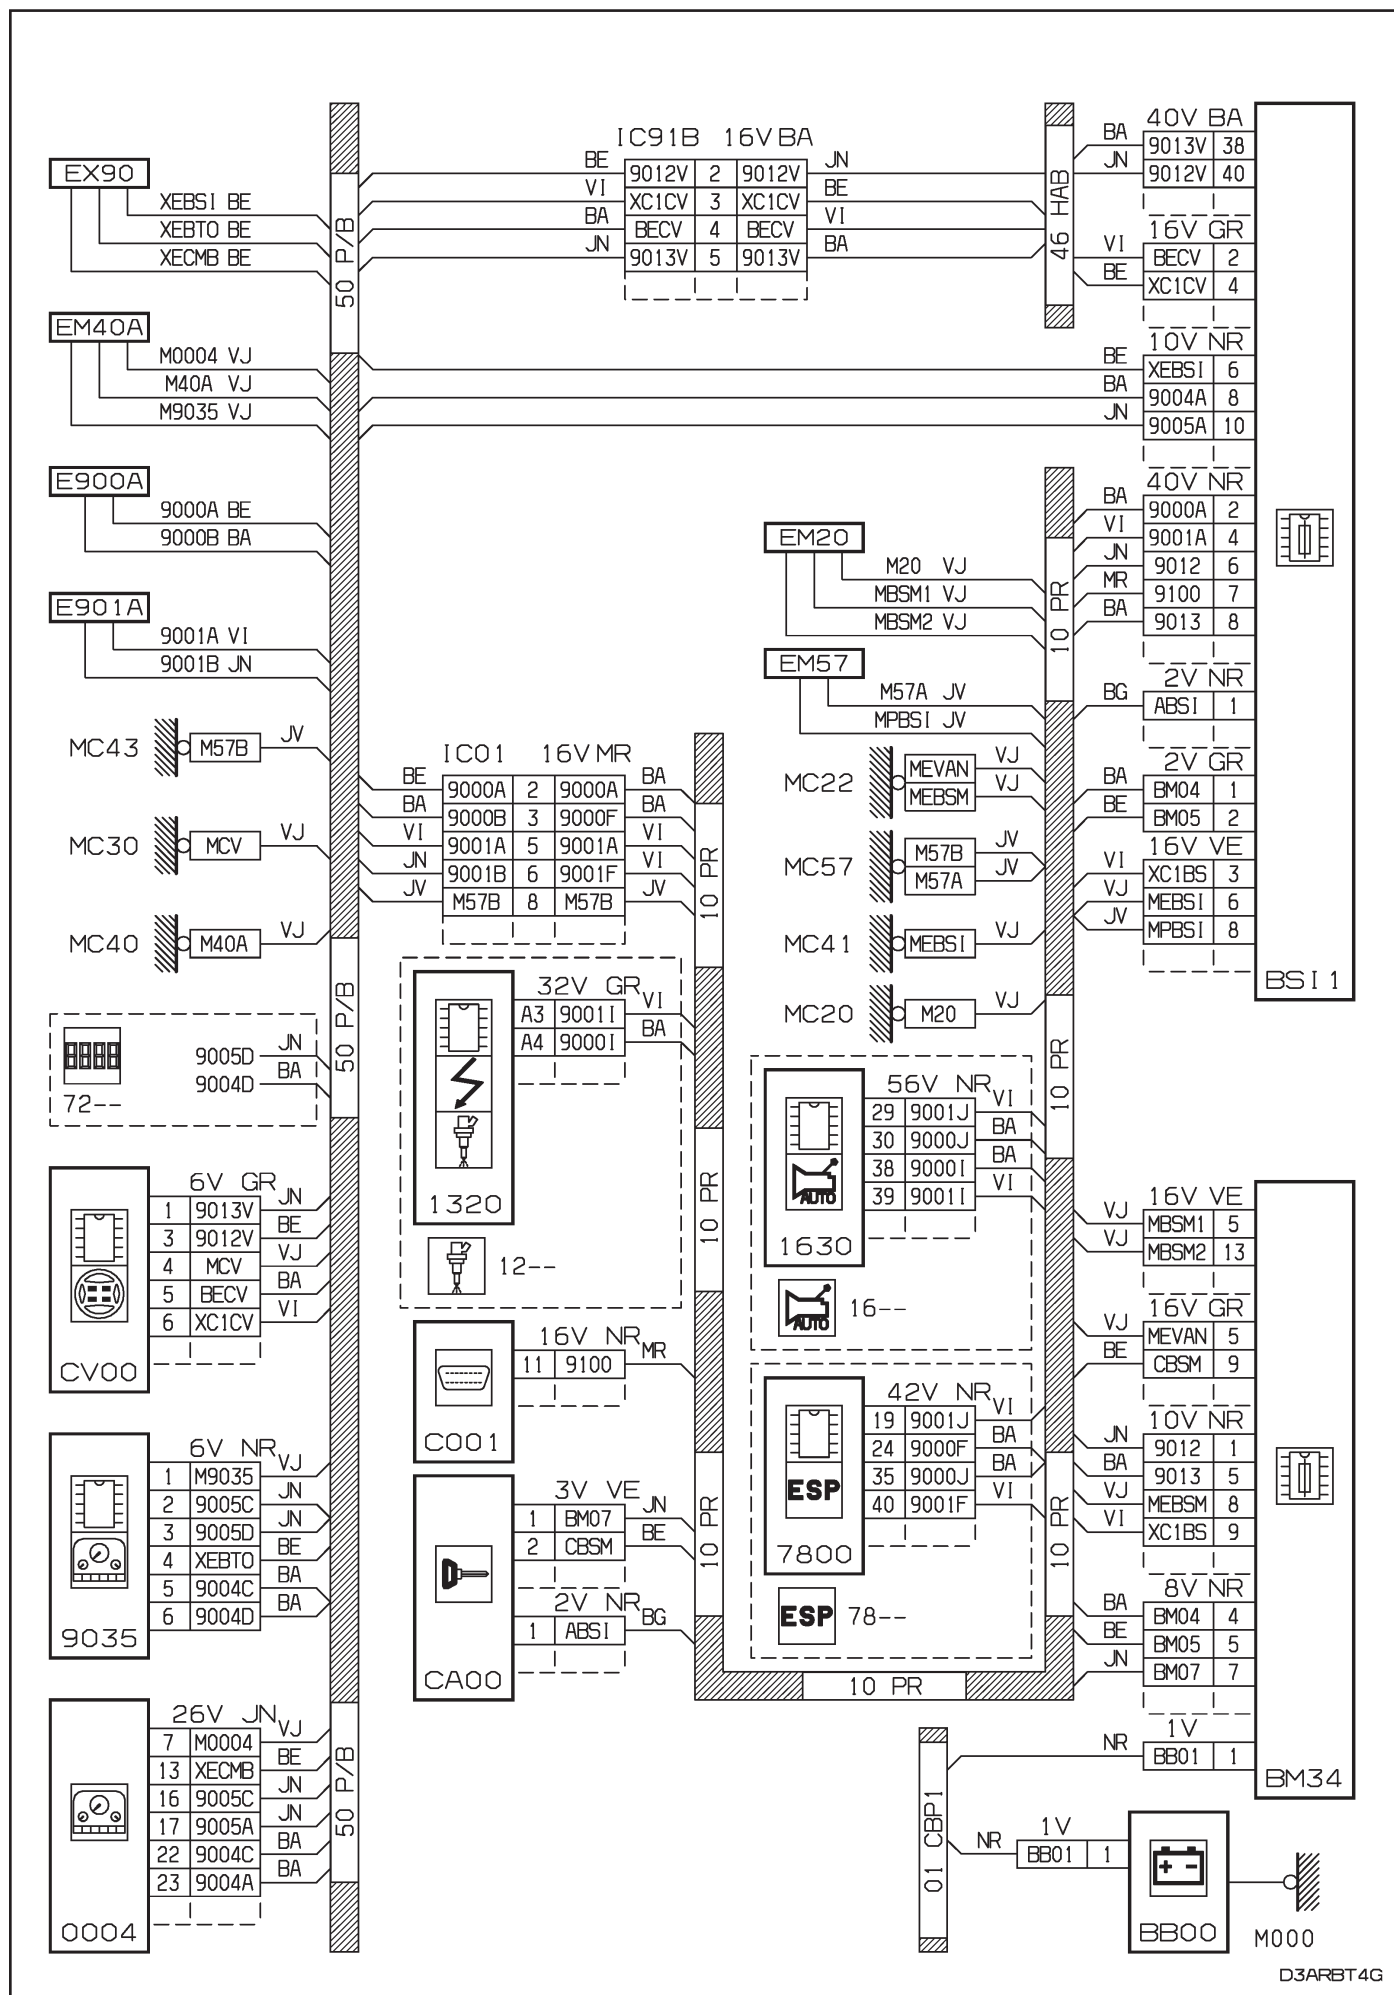 EX90
XEBSI BE
XEBTO BE
XECMB BE
EM40A
M0004 VJ
M40A VJ
M9035 VJ
E900A
9000A BE
9000B BA
E901A
9001A VI
9001B JN
MC43 M57B JV
MC30 MCV VJ
MC40 M40A VJ
9005D JN
9004D BA
72--
6V GR
1 9013V JN
3 9012V BE
4 MCV VJ
5 BECV BA
6 XC1CV VI
CV00
6V NR
1 M9035 VJ
2 9005C JN
3 9005D JN
4 XEBTO BE
5 9004C BA
6 9004D BA
9035
26V JN
7 M0004 VJ
13 XECMB BE
16 9005C JN
17 9005A JN
22 9004C BA
23 9004A BA
0004
50 P/B
50 P/B
50 P/B
IC91B 16V BA
BE 9012V 2 9012V JN
VI XC1CV 3 XC1CV BE
BA BECV 4 BECV VI
JN 9013V 5 9013V BA
46 HAB
IC01 16V MR
BE 9000A 2 9000A BA
BA 9000B 3 9000F BA
VI 9001A 5 9001A VI
JN 9001B 6 9001F VI
JV M57B 8 M57B JV
32V GR
A3 9001I VI
A4 9000I BA
1320
12--
16V NR
11 9100 MR
C001
3V VE
1 BM07 JN
2 CBSM BE
2V NR
1 ABSI BG
CA00
10 PR
10 PR
10 PR
10 PR
EM20
M20 VJ
MBSM1 VJ
MBSM2 VJ
EM57
M57A JV
MPBSI JV
MC22 MEVAN VJ
MEBSM VJ
MC57 M57B JV
M57A JV
MC41 MEBSI VJ
MC20 M20 VJ
56V NR
29 9001J VI
30 9000J BA
38 9000I BA
39 9001I VI
AUTO
1630
AUTO
16--
42V NR
19 9001J VI
24 9000F BA
35 9000J BA
40 9001F VI
ESP
7800
ESP 78--
10 PR
10 PR
10 PR
40V BA
BA 9013V 38
JN 9012V 40
16V GR
VI BECV 2
BE XC1CV 4
10V NR
BE XEBSI 6
BA 9004A 8
JN 9005A 10
40V NR
BA 9000A 2
VI 9001A 4
JN 9012 6
MR 9100 7
BA 9013 8
2V NR
BG ABSI 1
2V GR
BA BM04 1
BE BM05 2
16V VE
VI XC1BS 3
VJ MEBSI 6
JV MPBSI 8
BSI1
16V VE
VJ MBSM1 5
VJ MBSM2 13
16V GR
VJ MEVAN 5
BE CBSM 9
10V NR
JN 9012 1
BA 9013 5
VJ MEBSM 8
VI XC1BS 9
8V NR
BA BM04 4
BE BM05 5
JN BM07 7
1V
NR BB01 1
BM34
01 CBP1
1V
NR BB01 1
+ -
BB00
M000
D3ARBT4G